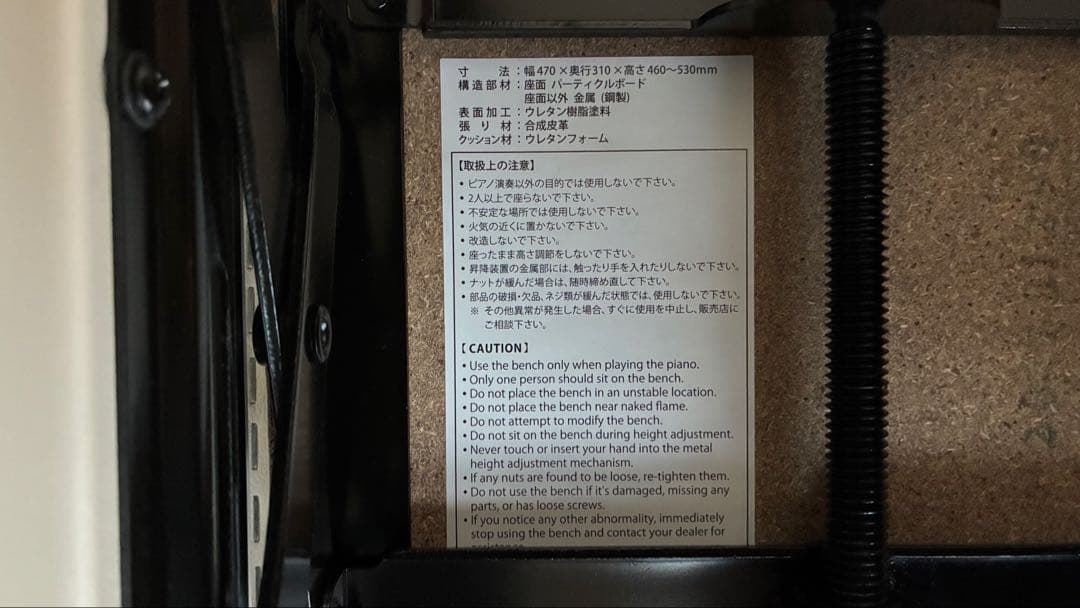 寸　法：幅470×奥行310×高さ460～530mm
構造部材：座面 パーティクルボード
座面以外 金属 (鋼製)
表面加工：ウレタン樹脂塗料
張り材：合成皮革
クッション材：ウレタンフォーム
【取扱上の注意】
• ピアノ演奏以外の目的では使用しないで下さい。
• 2人以上で座らないで下さい。
• 不安定な場所では使用しないで下さい。
• 火気の近くに置かないで下さい。
• 改造しないで下さい。
• 座ったまま高さ調節をしないで下さい。
• 昇降装置の金属部には、触ったり手を入れたりしないで下さい。
• ナットが緩んだ場合は、随時締め直して下さい。
• 部品の破損・欠品、ネジ類が緩んだ状態では、使用しないで下さい。
※ その他異常が発生した場合、すぐに使用を中止し、販売店に
ご相談下さい。
【CAUTION】
• Use the bench only when playing the piano.
• Only one person should sit on the bench.
• Do not place the bench in an unstable location.
• Do not place the bench near naked flame.
• Do not attempt to modify the bench.
• Do not sit on the bench during height adjustment.
• Never touch or insert your hand into the metal
height adjustment mechanism.
• If any nuts are found to be loose, re-tighten them.
• Do not use the bench if it's damaged, missing any
parts, or has loose screws.
• If you notice any other abnormality, immediately
stop using the bench and contact your dealer for